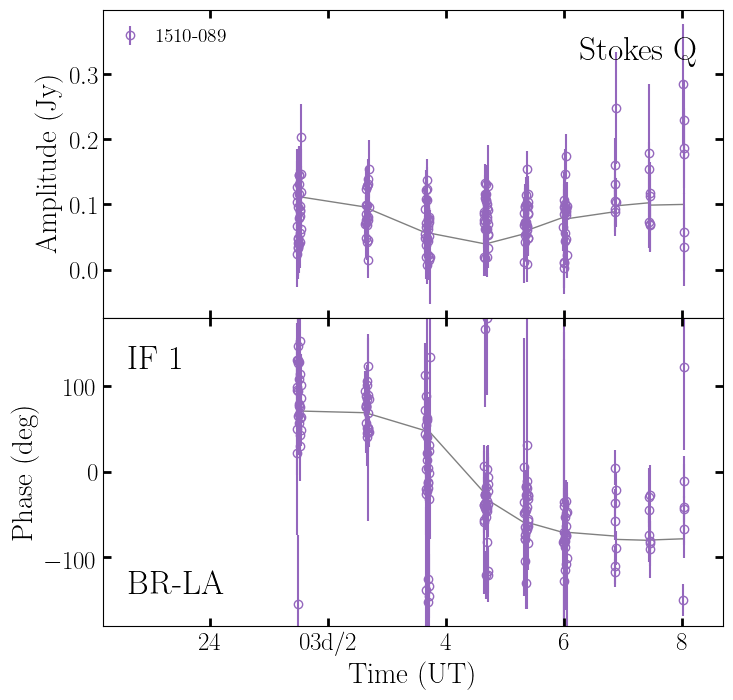 1510-089
Stokes Q
0.3
0.2
0.1
0.0
Amplitude (Jy)
IF 1
100
0
−100
Phase (deg)
BR-LA
24 03d/2 4 6 8
Time (UT)